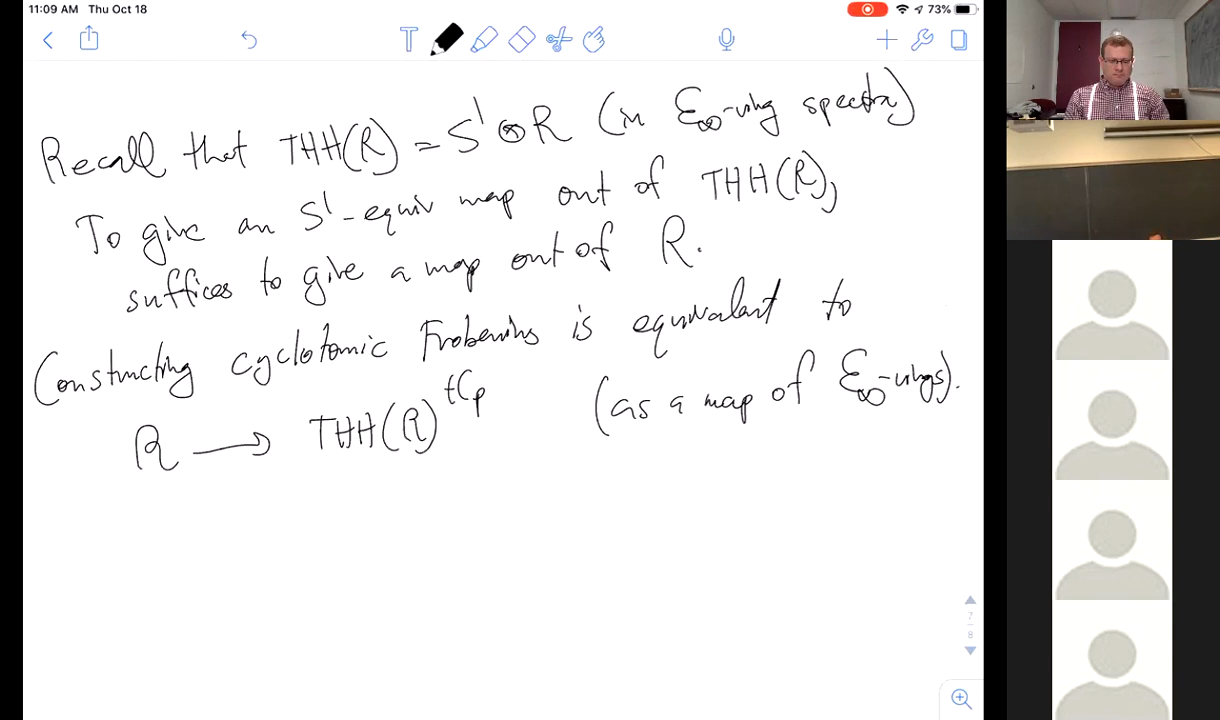 11:09 AM Thu Oct 18
73%
T
Recall that THH(R) = S¹ ⊗ R (in E∞-ring spectra)
To give an S¹-equiv map out of THH(R),
suffices to give a map out of R.
Constructing cyclotomic Frobenius is equivalent to
R → THH(R)^{tCp} (as a map of E∞-rings).
7
8